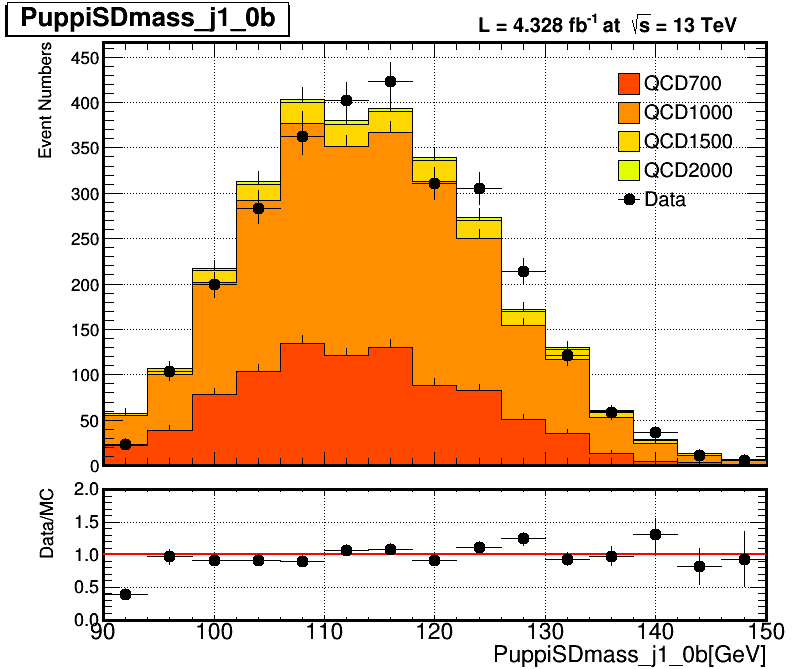 PuppiSDmass_j1_0b
L = 4.328 fb⁻¹ at √s = 13 TeV
Event Numbers
450
400
350
300
250
200
150
100
50
0
QCD700
QCD1000
QCD1500
QCD2000
Data
Data/MC
2.0
1.5
1.0
0.5
0.0
90 100 110 120 130 140 150
PuppiSDmass_j1_0b[GeV]